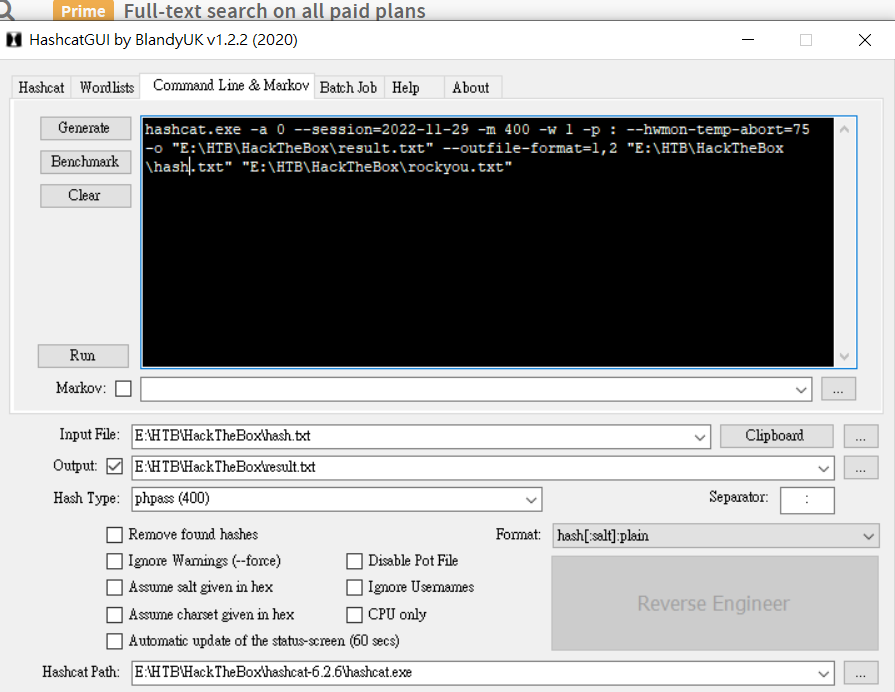 Prime Full-text search on all paid plans
HashcatGUI by BlandyUK v1.2.2 (2020)
Hashcat Wordlists Command Line & Markov Batch Job Help About
Generate
Benchmark
Clear
hashcat.exe -a 0 --session=2022-11-29 -m 400 -w 1 -p : --hwmon-temp-abort=75
-o "E:\HTB\HackTheBox\result.txt" --outfile-format=1,2 "E:\HTB\HackTheBox
\hash.txt" "E:\HTB\HackTheBox\rockyou.txt"
Run
Markov: ...
Input File: E:\HTB\HackTheBox\hash.txt Clipboard ...
Output: E:\HTB\HackTheBox\result.txt ...
Hash Type: phpass (400) Separator: :
Remove found hashes Format: hash[:salt]:plain
Ignore Warnings (--force) Disable Pot File
Assume salt given in hex Ignore Usernames
Reverse Engineer
Assume charset given in hex CPU only
Automatic update of the status-screen (60 secs)
Hashcat Path: E:\HTB\HackTheBox\hashcat-6.2.6\hashcat.exe ...